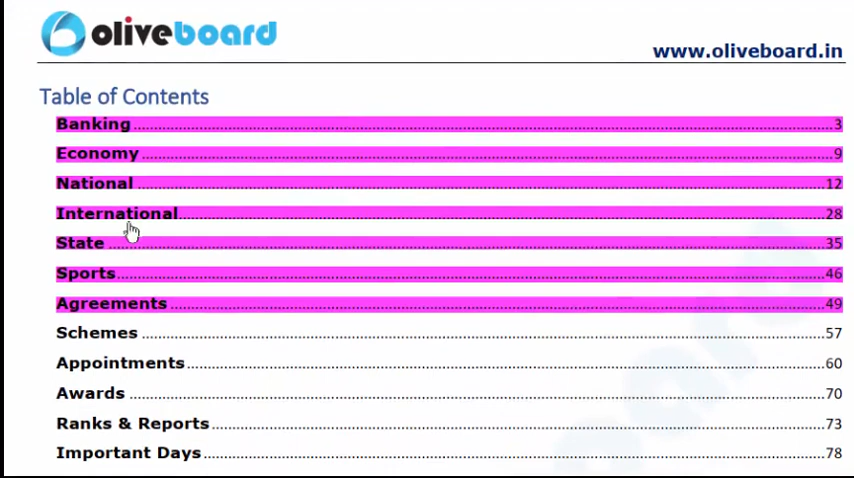 oliveboard
www.oliveboard.in
Table of Contents
Banking 3
Economy 9
National 12
International 28
State 35
Sports 46
Agreements 49
Schemes 57
Appointments 60
Awards 70
Ranks & Reports 73
Important Days 78